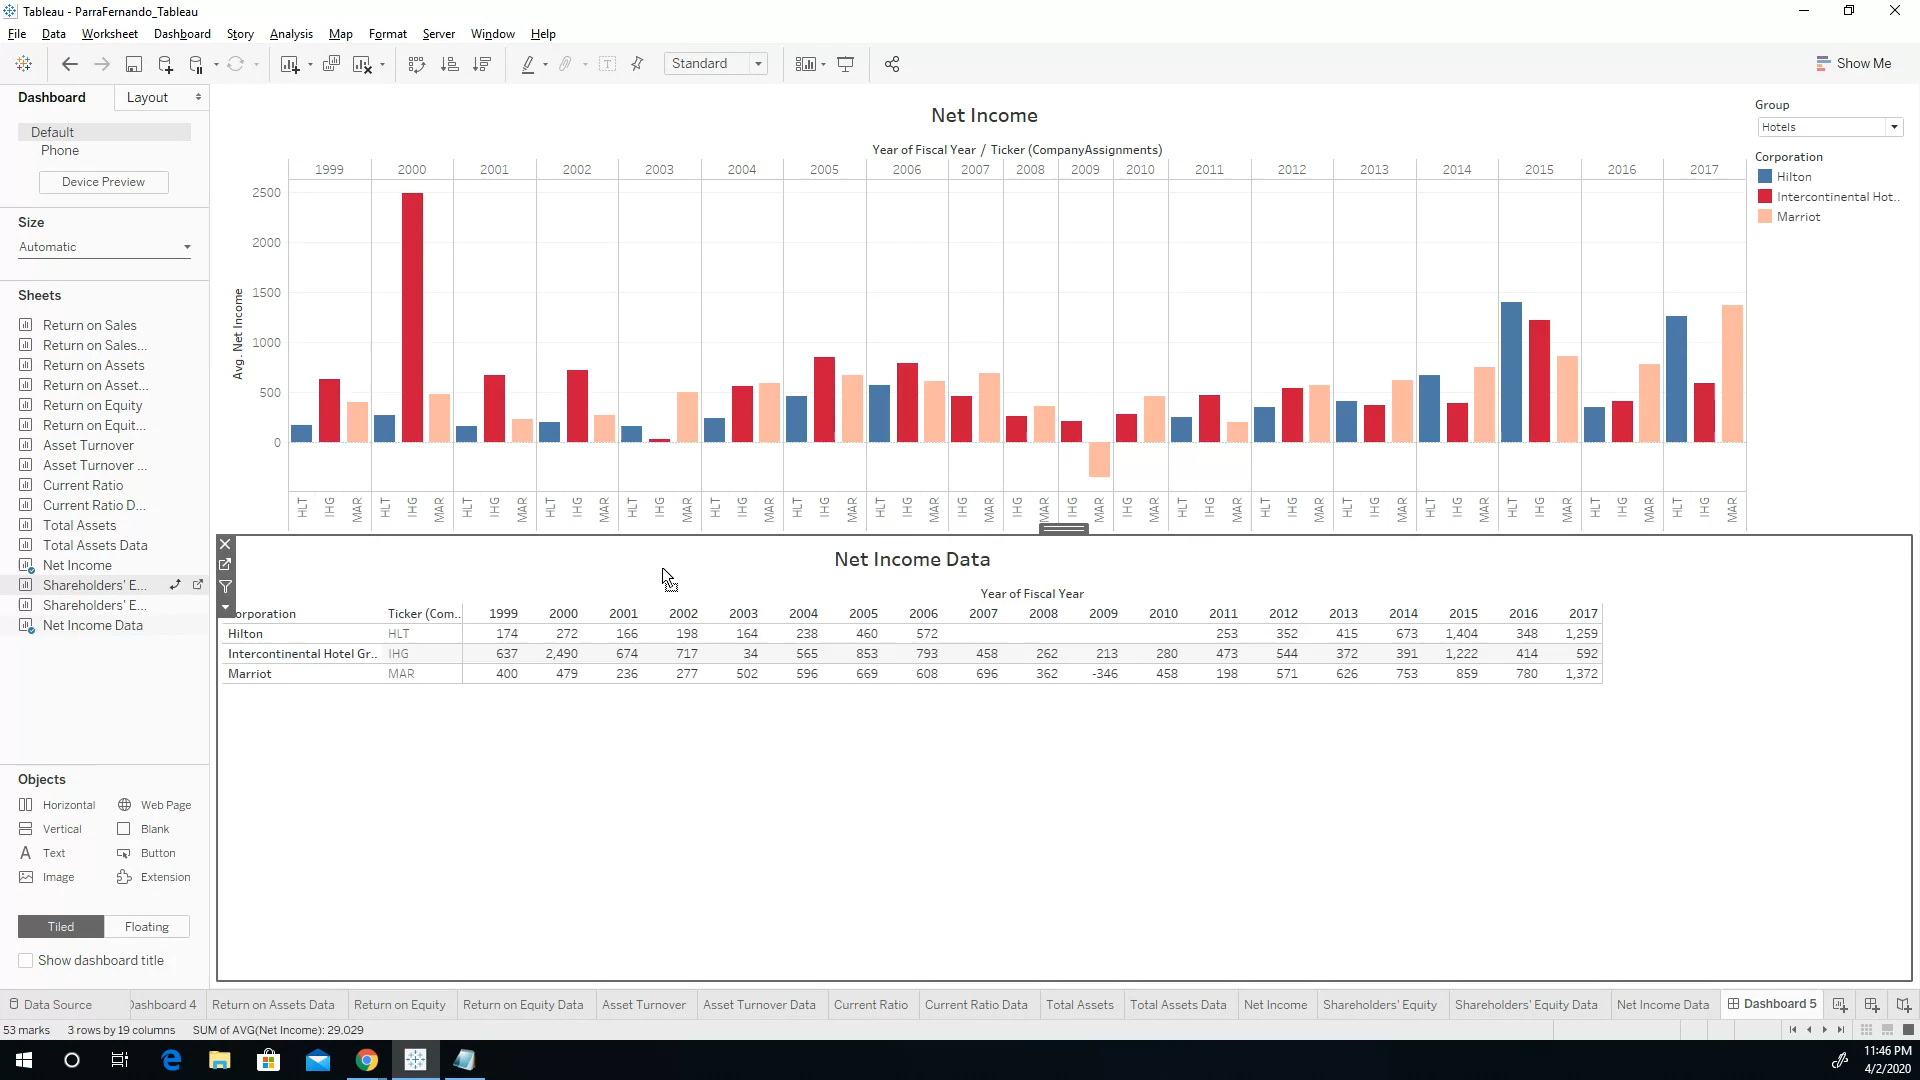 Tableau - ParraFernando_Tableau
File Data Worksheet Dashboard Story Analysis Map Format Server Window Help
Standard
Show Me
Dashboard Layout
Default
Phone
Device Preview
Size
Automatic
Sheets
Return on Sales
Return on Sales...
Return on Assets
Return on Asset...
Return on Equity
Return on Equit...
Asset Turnover
Asset Turnover ...
Current Ratio
Current Ratio D...
Total Assets
Total Assets Data
Net Income
Shareholders' E...
Shareholders' E...
Net Income Data
Objects
Horizontal Web Page
Vertical Blank
Text Button
Image Extension
Tiled Floating
Show dashboard title
Net Income
Year of Fiscal Year / Ticker (CompanyAssignments)
1999 2000 2001 2002 2003 2004 2005 2006 2007 2008 2009 2010 2011 2012 2013 2014 2015 2016 2017
Avg. Net Income
2500
2000
1500
1000
500
0
HLT IHG MAR HLT IHG MAR HLT IHG MAR HLT IHG MAR HLT IHG MAR HLT IHG MAR HLT IHG MAR HLT IHG MAR IHG MAR IHG MAR IHG MAR IHG MAR HLT IHG MAR HLT IHG MAR HLT IHG MAR HLT IHG MAR HLT IHG MAR HLT IHG MAR HLT IHG MAR
Group
Hotels
Corporation
Hilton
Intercontinental Hot..
Marriot
Net Income Data
Year of Fiscal Year
orporation Ticker (Com.. 1999 2000 2001 2002 2003 2004 2005 2006 2007 2008 2009 2010 2011 2012 2013 2014 2015 2016 2017
Hilton HLT 174 272 166 198 164 238 460 572 253 352 415 673 1,404 348 1,259
Intercontinental Hotel Gr.. IHG 637 2,490 674 717 34 565 853 793 458 262 213 280 473 544 372 391 1,222 414 592
Marriot MAR 400 479 236 277 502 596 669 608 696 362 -346 458 198 571 626 753 859 780 1,372
Data Source Dashboard 4 Return on Assets Data Return on Equity Return on Equity Data Asset Turnover Asset Turnover Data Current Ratio Current Ratio Data Total Assets Total Assets Data Net Income Shareholders' Equity Shareholders' Equity Data Net Income Data Dashboard 5
53 marks 3 rows by 19 columns SUM of AVG(Net Income): 29,029
11:46 PM
4/2/2020